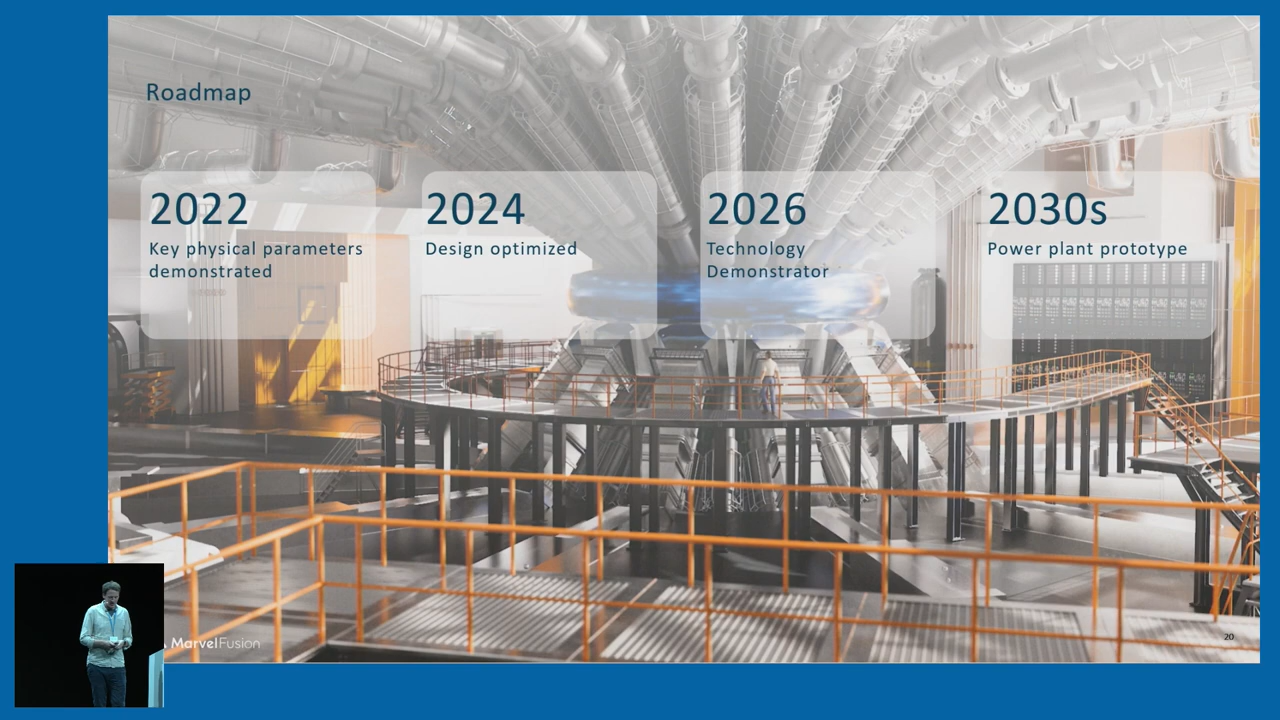 Roadmap
2022
Key physical parameters
demonstrated
2024
Design optimized
2026
Technology
Demonstrator
2030s
Power plant prototype
MarvelFusion
20